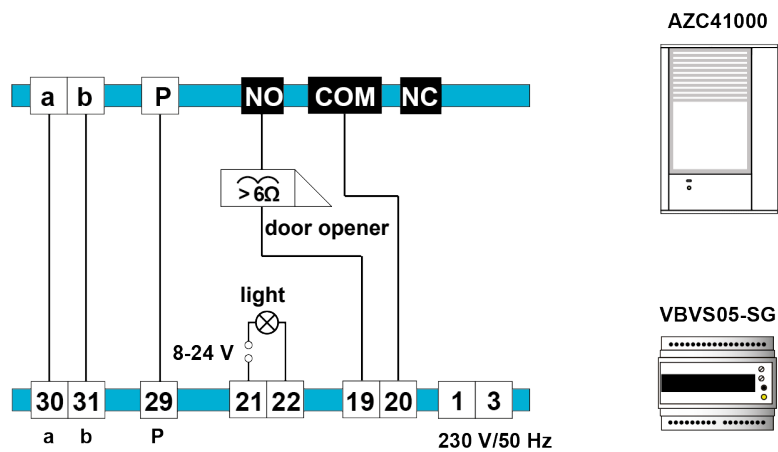 AZC41000
a b P NO COM NC
> 6Ω
door opener
light
8-24 V
VBVS05-SG
30 31 29 21 22 19 20 1 3
a b P 230 V/50 Hz